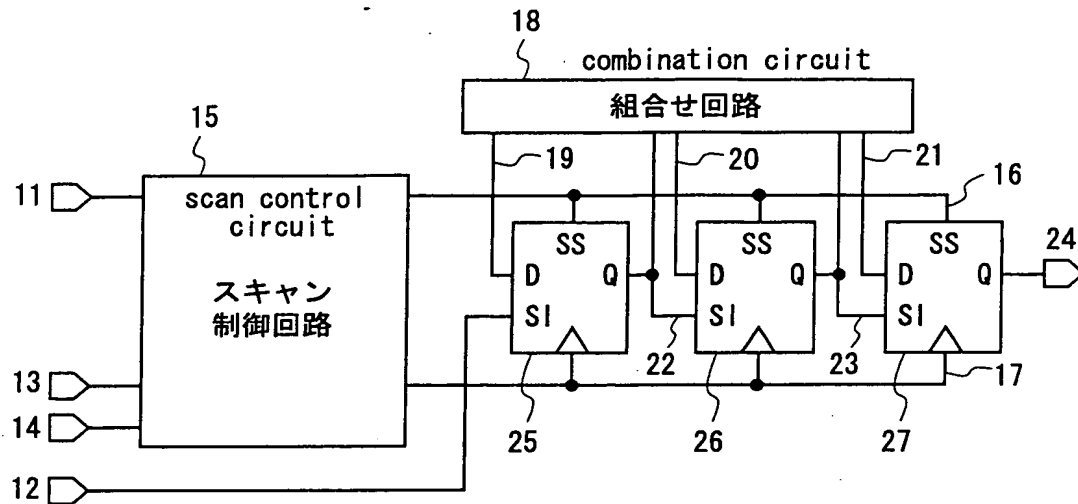 18
combination circuit
組合せ回路
15
19
20
21
16
11
scan control
circuit
スキャン
制御回路
SS
D
Q
SI
SS
D
Q
SI
SS
D
Q
SI
24
22
23
17
13
14
12
25
26
27